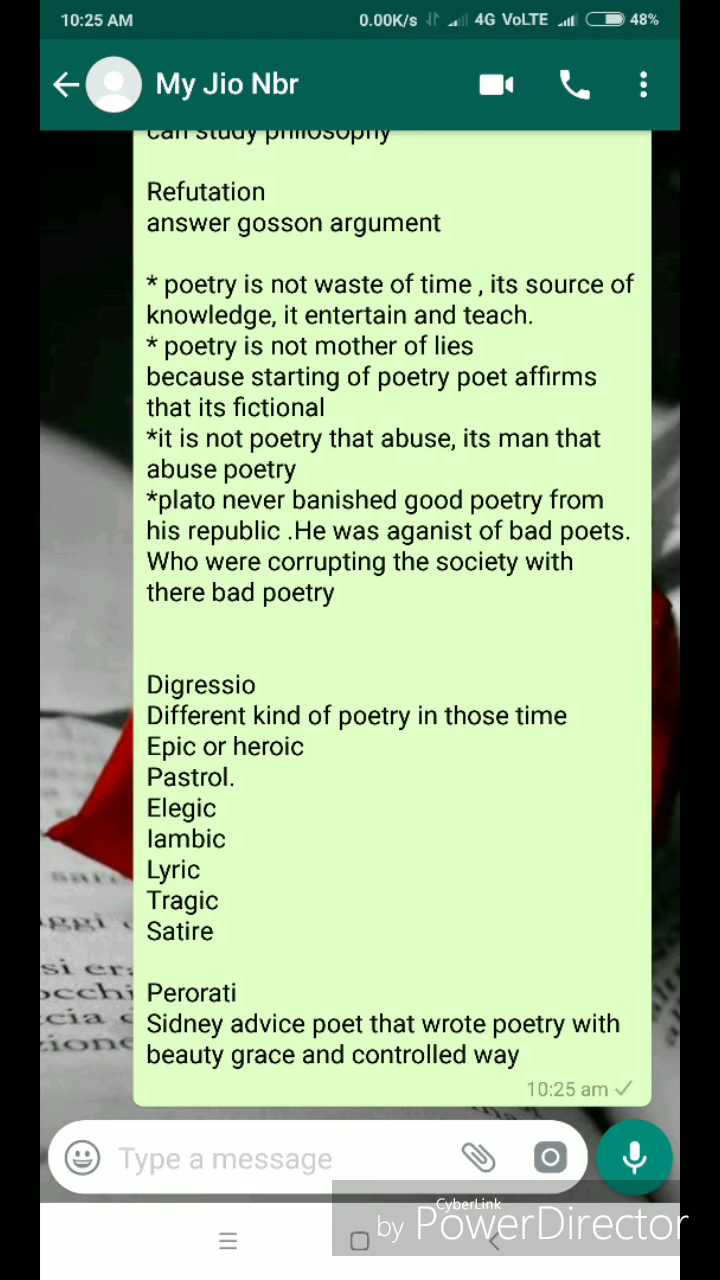 10:25 AM 0.00K/s 4G VoLTE 48%
My Jio Nbr
can study philosophy
Refutation
answer gosson argument
* poetry is not waste of time , its source of
knowledge, it entertain and teach.
* poetry is not mother of lies
because starting of poetry poet affirms
that its fictional
*it is not poetry that abuse, its man that
abuse poetry
*plato never banished good poetry from
his republic .He was aganist of bad poets.
Who were corrupting the society with
there bad poetry
Digressio
Different kind of poetry in those time
Epic or heroic
Pastrol.
Elegic
Iambic
Lyric
Tragic
Satire
Perorati
Sidney advice poet that wrote poetry with
beauty grace and controlled way
10:25 am
Type a message
CyberLink
by PowerDirector